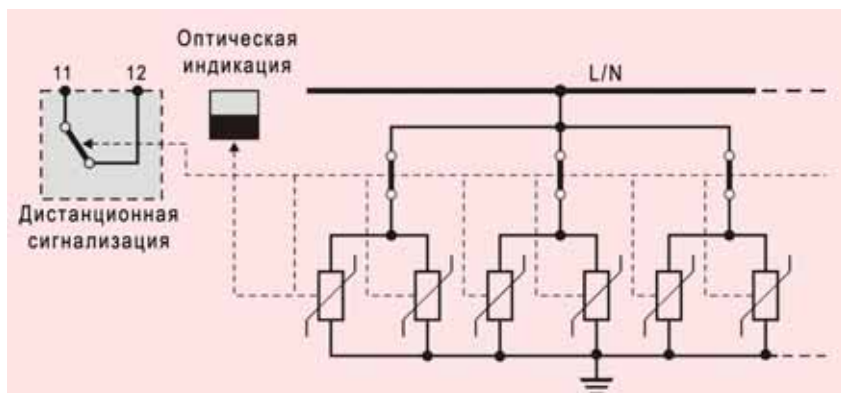 Оптическая
индикация
11 12
L/N
Дистанционная
сигнализация